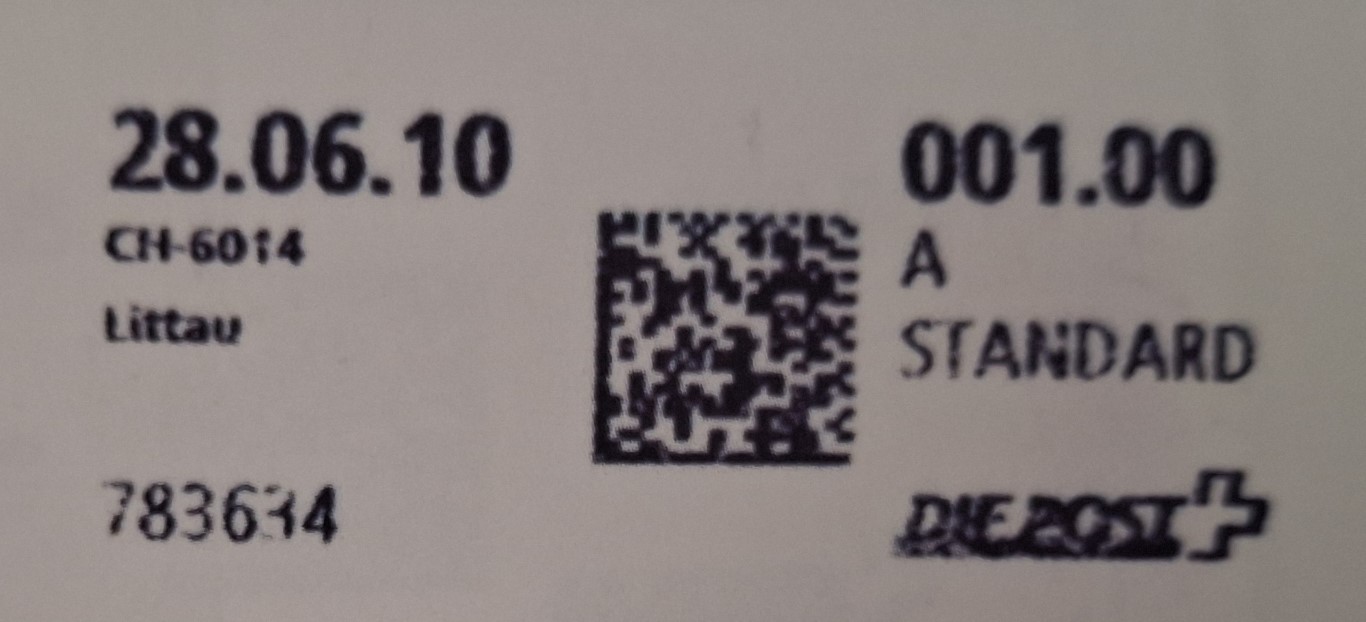 28.06.10
CH-6014
Littau
783634
001.00
A
STANDARD
DIE POST